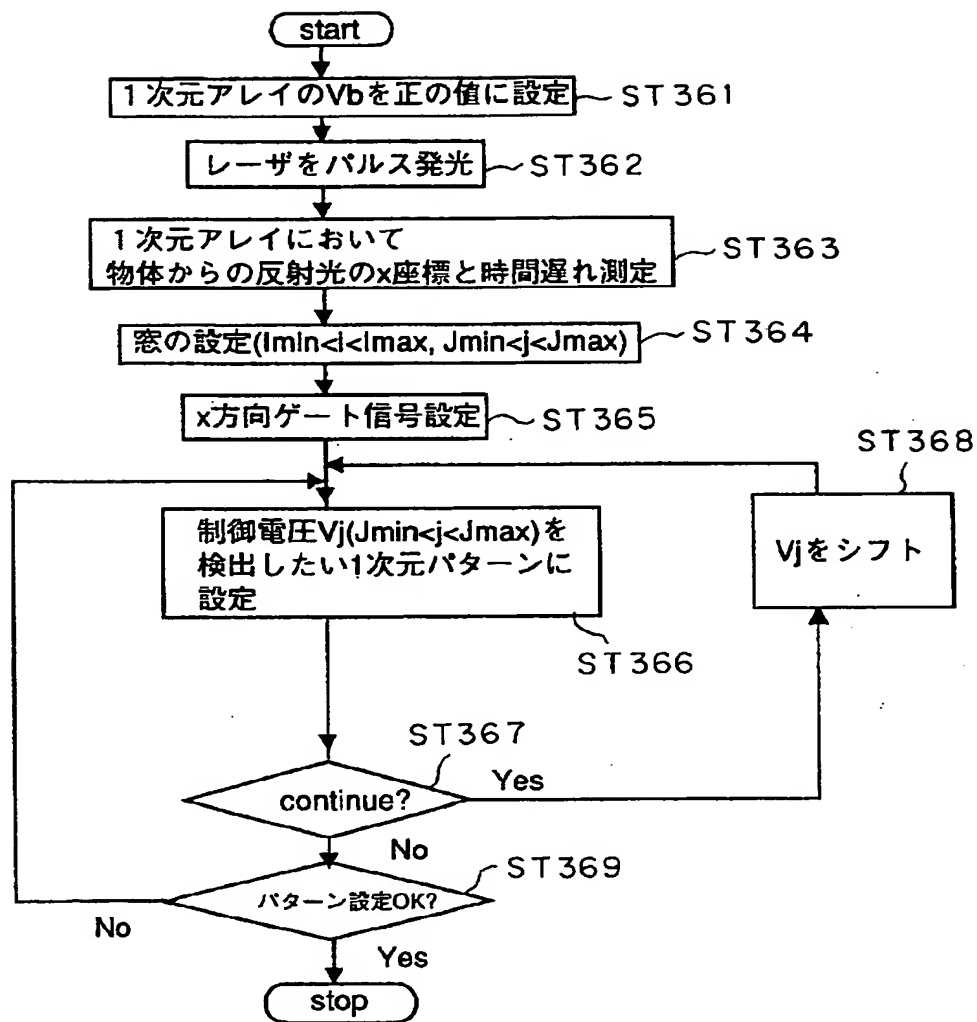 start
1次元アレイのVbを正の値に設定
ST361
レーザをパルス発光
ST362
1次元アレイにおいて
物体からの反射光のx座標と時間遅れ測定
ST363
窓の設定(Imin<i<Imax, Jmin<j<Jmax)
ST364
x方向ゲート信号設定
ST365
ST368
Vjをシフト
制御電圧Vj(Jmin<j<Jmax)を
検出したい1次元パターンに
設定
ST366
ST367
continue?
Yes
No
ST369
パターン設定OK?
No
Yes
stop